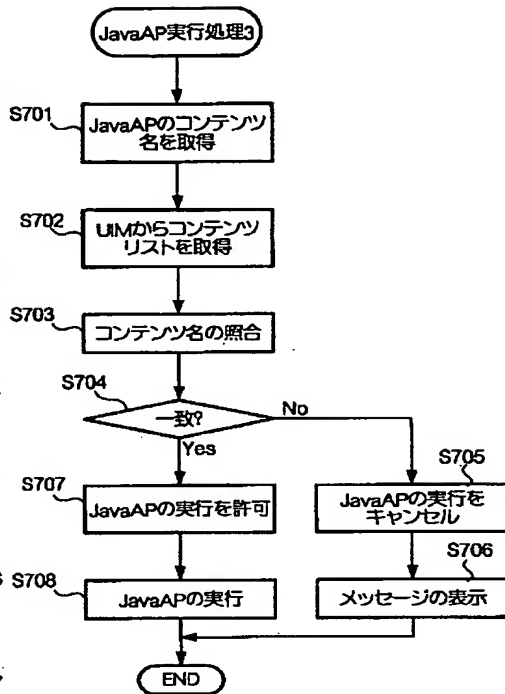 JavaAP実行処理3
S701
JavaAPのコンテンツ
名を取得
S702
UIMからコンテンツ
リストを取得
S703
コンテンツ名の照合
S704
一致?
No
Yes
S705
JavaAPの実行を
キャンセル
S707
JavaAPの実行を許可
S706
メッセージの表示
S708
JavaAPの実行
END